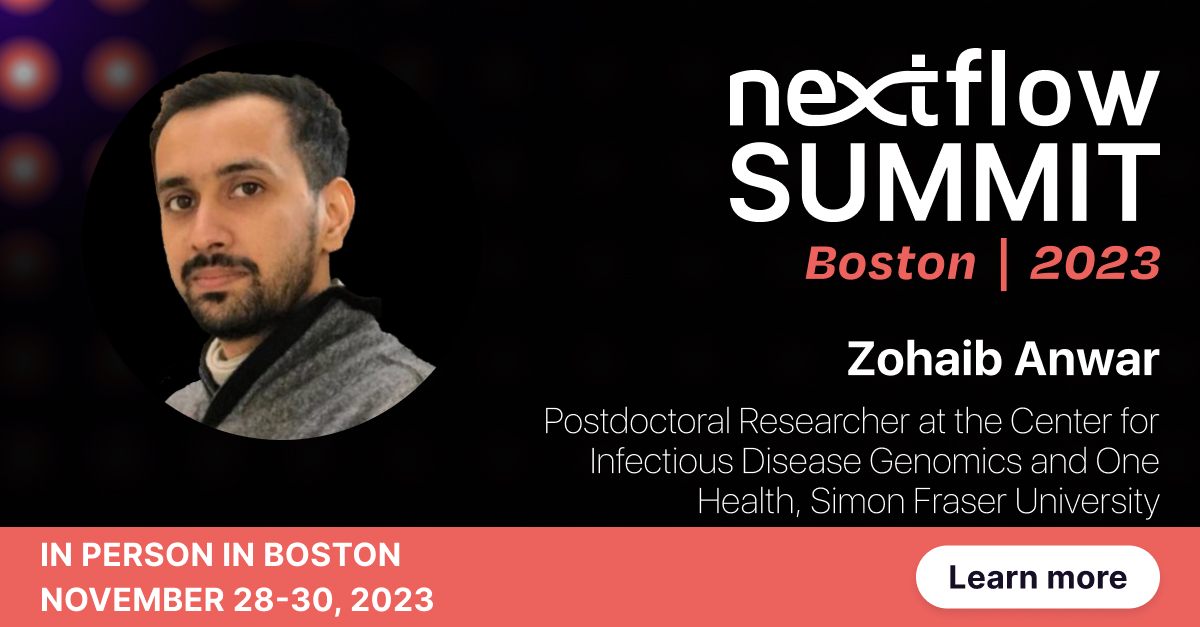 nextflow
SUMMIT
Boston | 2023
Zohaib Anwar
Postdoctoral Researcher at the Center for
Infectious Disease Genomics and One
Health, Simon Fraser University
IN PERSON IN BOSTON
NOVEMBER 28-30, 2023
Learn more